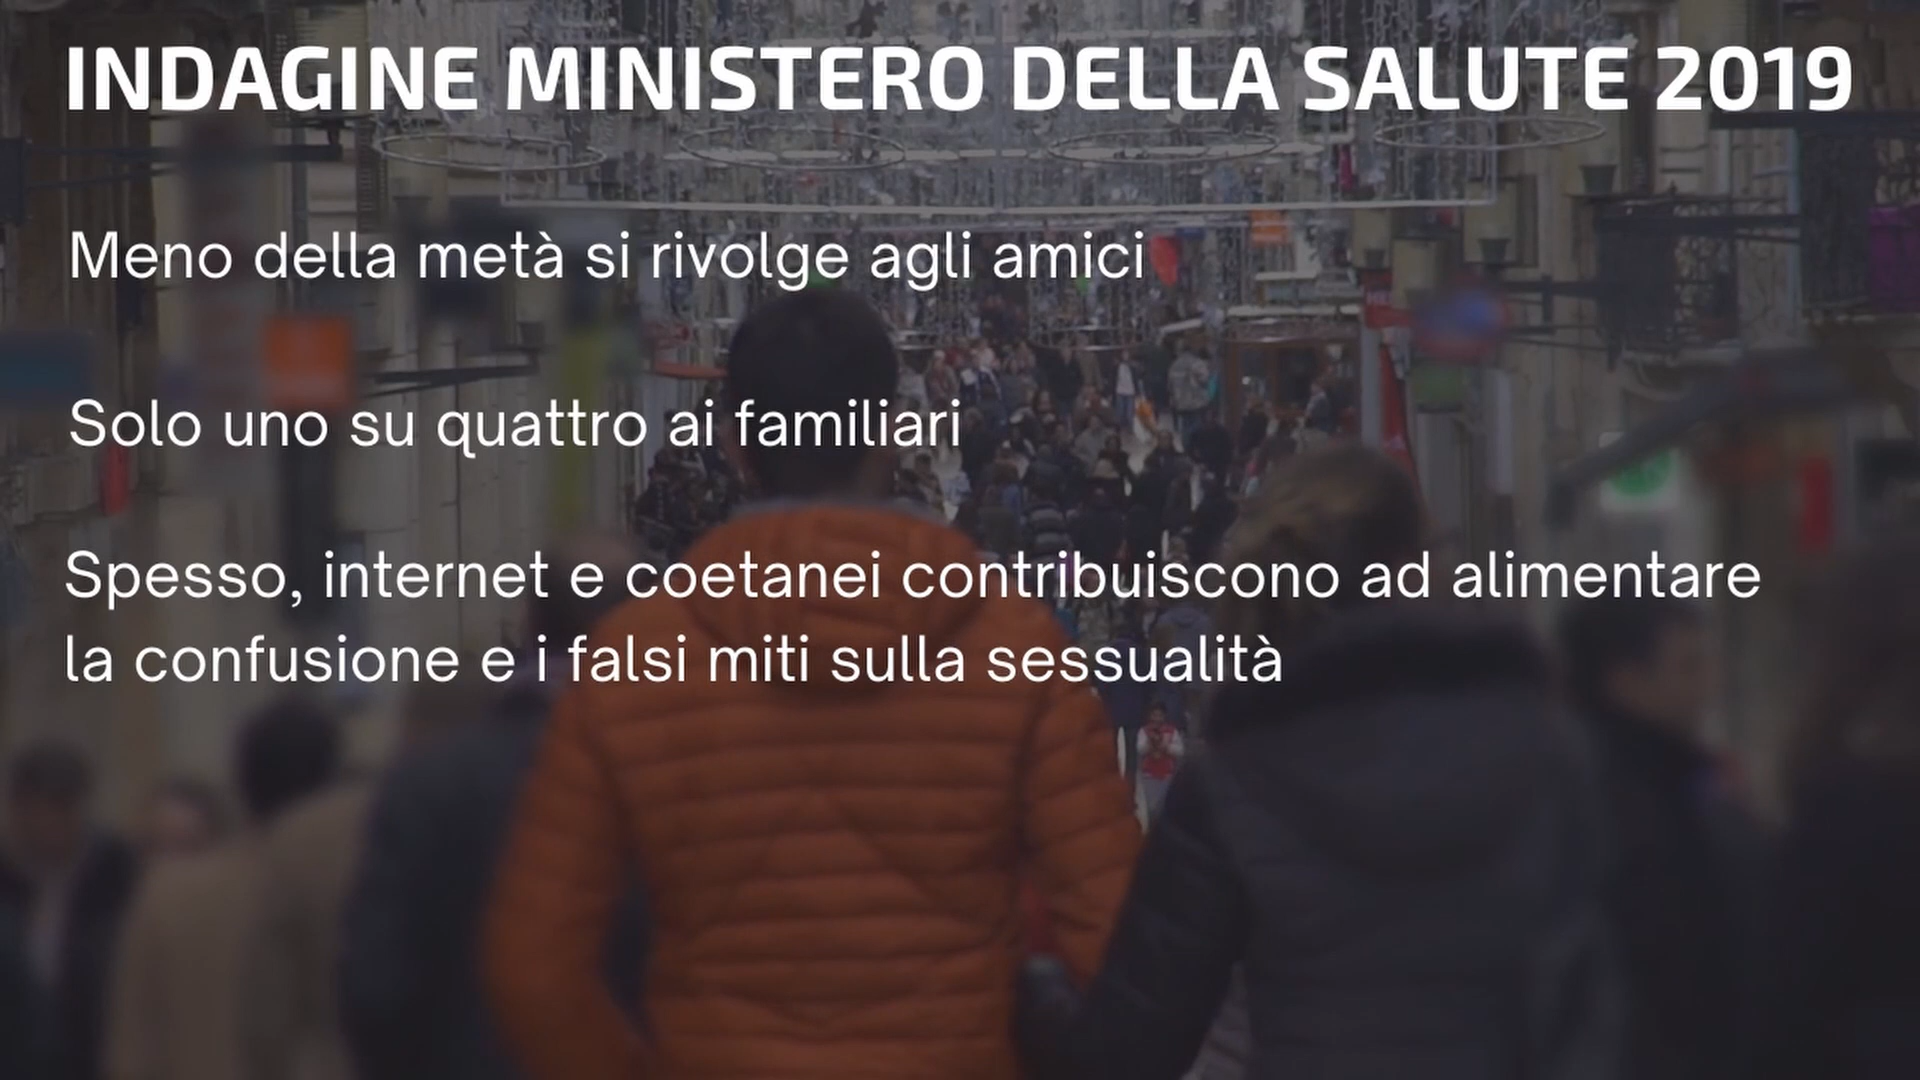 INDAGINE MINISTERO DELLA SALUTE 2019
Meno della metà si rivolge agli amici
Solo uno su quattro ai familiari
Spesso, internet e coetanei contribuiscono ad alimentare
la confusione e i falsi miti sulla sessualità